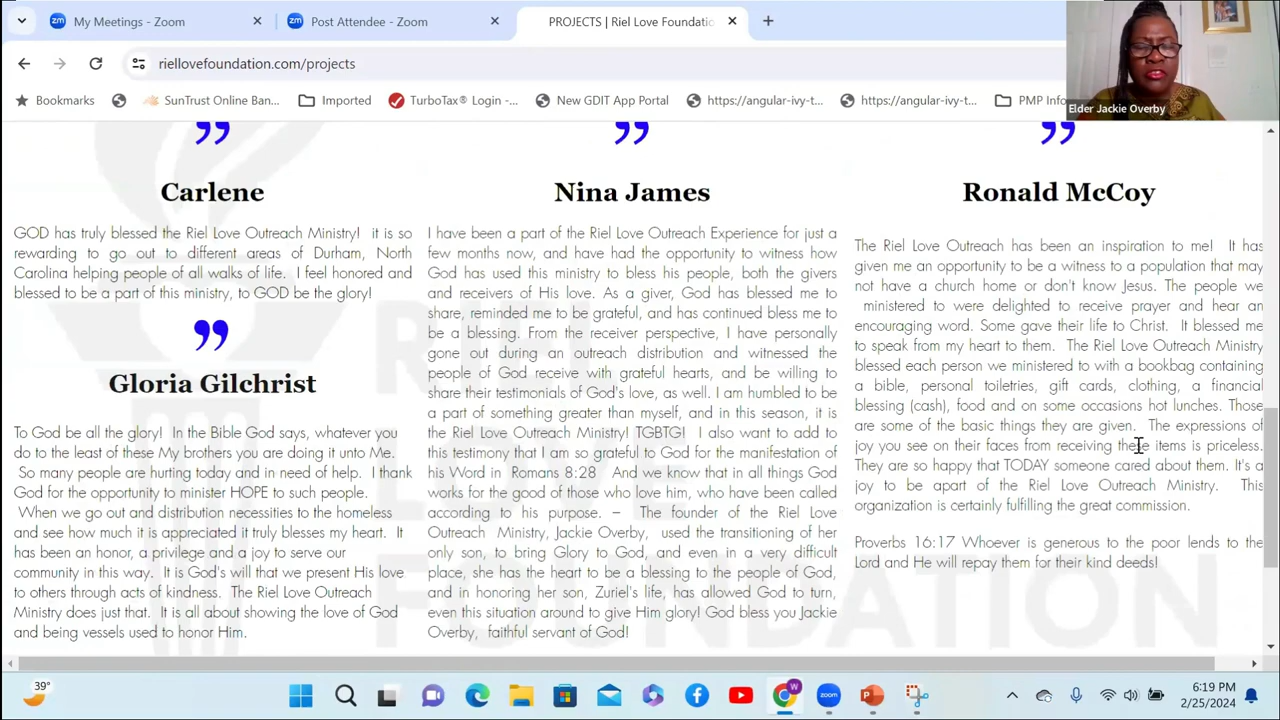 My Meetings - Zoom
Post Attendee - Zoom
PROJECTS | Riel Love Foundatio
riellovefoundation.com/projects
Elder Jackie Overby
Bookmarks
SunTrust Online Ban...
Imported
TurboTax® Login -...
New GDIT App Portal
https://angular-ivy-t...
https://angular-ivy-t...
PMP Info
Carlene
GOD has truly blessed the Riel Love Outreach Ministry! it is so
rewarding to go out to different areas of Durham, North
Carolina helping people of all walks of life. I feel honored and
blessed to be a part of this ministry, to GOD be the glory!
Gloria Gilchrist
To God be all the glory! In the Bible God says, whatever you
do to the least of these My brothers you are doing it unto Me.
So many people are hurting today and in need of help. I thank
God for the opportunity to minister HOPE to such people.
When we go out and distribution necessities to the homeless
and see how much it is appreciated it truly blesses my heart. It
has been an honor, a privilege and a joy to serve our
community in this way. It is God's will that we present His love
to others through acts of kindness. The Riel Love Outreach
Ministry does just that. It is all about showing the love of God
and being vessels used to honor Him.
Nina James
I have been a part of the Riel Love Outreach Experience for just a
few months now, and have had the opportunity to witness how
God has used this ministry to bless his people, both the givers
and receivers of His love. As a giver, God has blessed me to
share, reminded me to be grateful, and has continued bless me to
be a blessing. From the receiver perspective, I have personally
gone out during an outreach distribution and witnessed the
people of God receive with grateful hearts, and be willing to
share their testimonials of God's love, as well. I am humbled to be
a part of something greater than myself, and in this season, it is
the Riel Love Outreach Ministry! TGBTG! I also want to add to
the testimony that I am so grateful to God for the manifestation of
his Word in Romans 8:28 And we know that in all things God
works for the good of those who love him, who have been called
according to his purpose. – The founder of the Riel Love
Outreach Ministry, Jackie Overby, used the transitioning of her
only son, to bring Glory to God, and even in a very difficult
place, she has the heart to be a blessing to the people of God,
and in honoring her son, Zuriel's life, has allowed God to turn,
even this situation around to give Him glory! God bless you Jackie
Overby, faithful servant of God!
Ronald McCoy
The Riel Love Outreach has been an inspiration to me! It has
given me an opportunity to be a witness to a population that may
not have a church home or don't know Jesus. The people we
ministered to were delighted to receive prayer and hear an
encouraging word. Some gave their life to Christ. It blessed me
to speak from my heart to them. The Riel Love Outreach Ministry
blessed each person we ministered to with a bookbag containing
a bible, personal toiletries, gift cards, clothing, a financial
blessing (cash), food and on some occasions hot lunches. Those
are some of the basic things they are given. The expressions of
joy you see on their faces from receiving these items is priceless.
They are so happy that TODAY someone cared about them. It's a
joy to be apart of the Riel Love Outreach Ministry. This
organization is certainly fulfilling the great commission.
Proverbs 16:17 Whoever is generous to the poor lends to the
Lord and He will repay them for their kind deeds!
RIEL
LOVE
FOUNDATION
39°
6:19 PM
2/25/2024